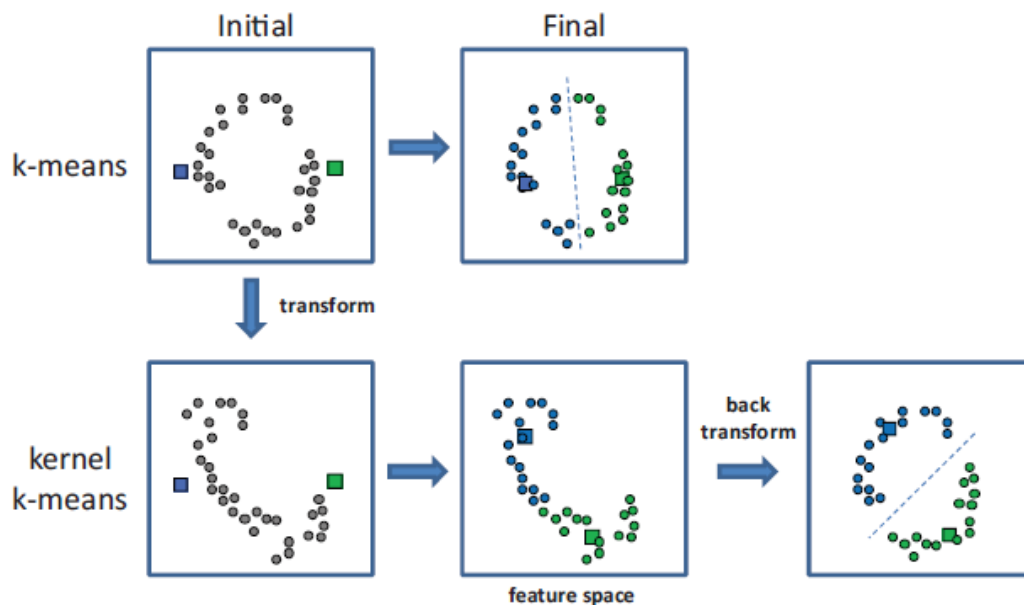 Initial
Final
k-means
transform
kernel
k-means
back
transform
feature space